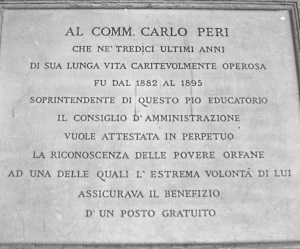 AL COMM. CARLO PERI
CHE NE' TREDICI ULTIMI ANNI
DI SUA LUNGA VITA CARITEVOLMENTE OPEROSA
FU DAL 1882 AL 1895
SOPRINTENDENTE DI QUESTO PIO EDUCATORIO
IL CONSIGLIO D'AMMINISTRAZIONE
VUOLE ATTESTATA IN PERPETUO
LA RICONOSCENZA DELLE POVERE ORFANE
AD UNA DELLE QUALI L'ESTREMA VOLONTÀ DI LUI
ASSICURAVA IL BENEFIZIO
D'UN POSTO GRATUITO